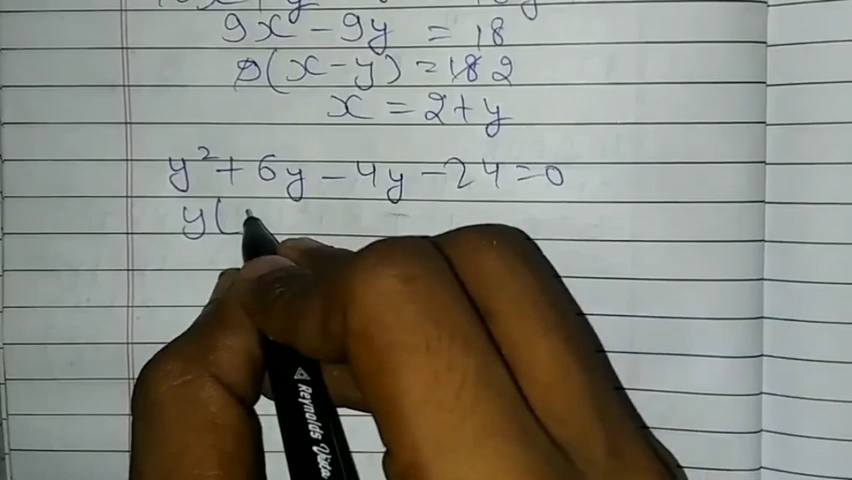 9x - 9y = 18
9(x - y) = 18 2
x = 2 + y
y² + 6y - 4y - 24 = 0
y(
Reynolds